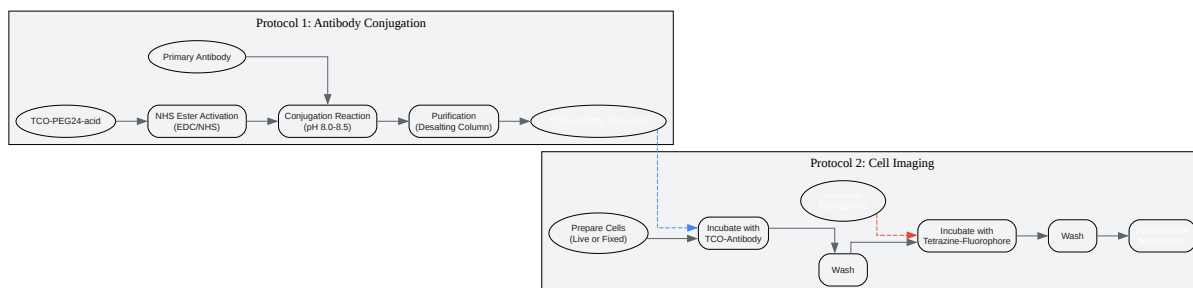 Protocol 1: Antibody Conjugation
Primary Antibody
TCO-PEG24-acid
NHS Ester Activation
(EDC/NHS)
Conjugation Reaction
(pH 8.0-8.5)
Purification
(Desalting Column)
TCO-Antibody Conjugate
Protocol 2: Cell Imaging
Prepare Cells
(Live or Fixed)
Incubate with
TCO-Antibody
Wash
Incubate with
Tetrazine-Fluorophore
Wash